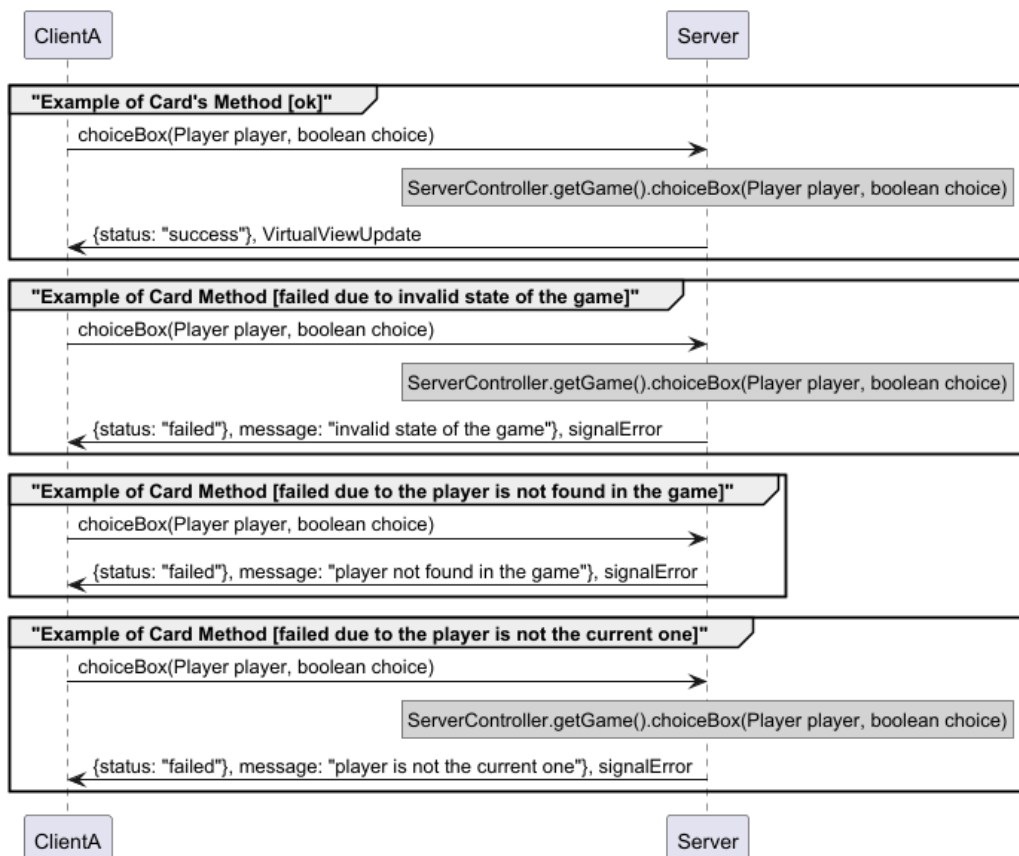 ClientA Server
"Example of Card's Method [ok]"
choiceBox(Player player, boolean choice)
ServerController.getGame().choiceBox(Player player, boolean choice)
{status: "success"}, VirtualViewUpdate
"Example of Card Method [failed due to invalid state of the game]"
choiceBox(Player player, boolean choice)
ServerController.getGame().choiceBox(Player player, boolean choice)
{status: "failed"}, message: "invalid state of the game"}, signalError
"Example of Card Method [failed due to the player is not found in the game]"
choiceBox(Player player, boolean choice)
{status: "failed"}, message: "player not found in the game"}, signalError
"Example of Card Method [failed due to the player is not the current one]"
choiceBox(Player player, boolean choice)
ServerController.getGame().choiceBox(Player player, boolean choice)
{status: "failed"}, message: "player is not the current one"}, signalError
ClientA Server